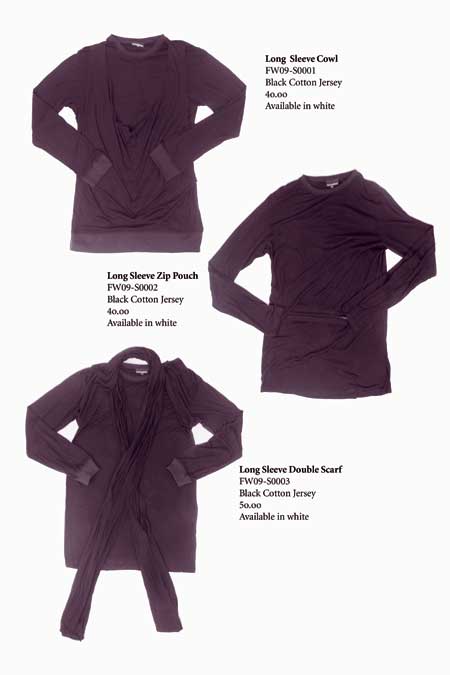 Long Sleeve Cowl
FW09-S0001
Black Cotton Jersey
40.00
Available in white
Long Sleeve Zip Pouch
FW09-S0002
Black Cotton Jersey
40.00
Available in white
Long Sleeve Double Scarf
FW09-S0003
Black Cotton Jersey
50.00
Available in white